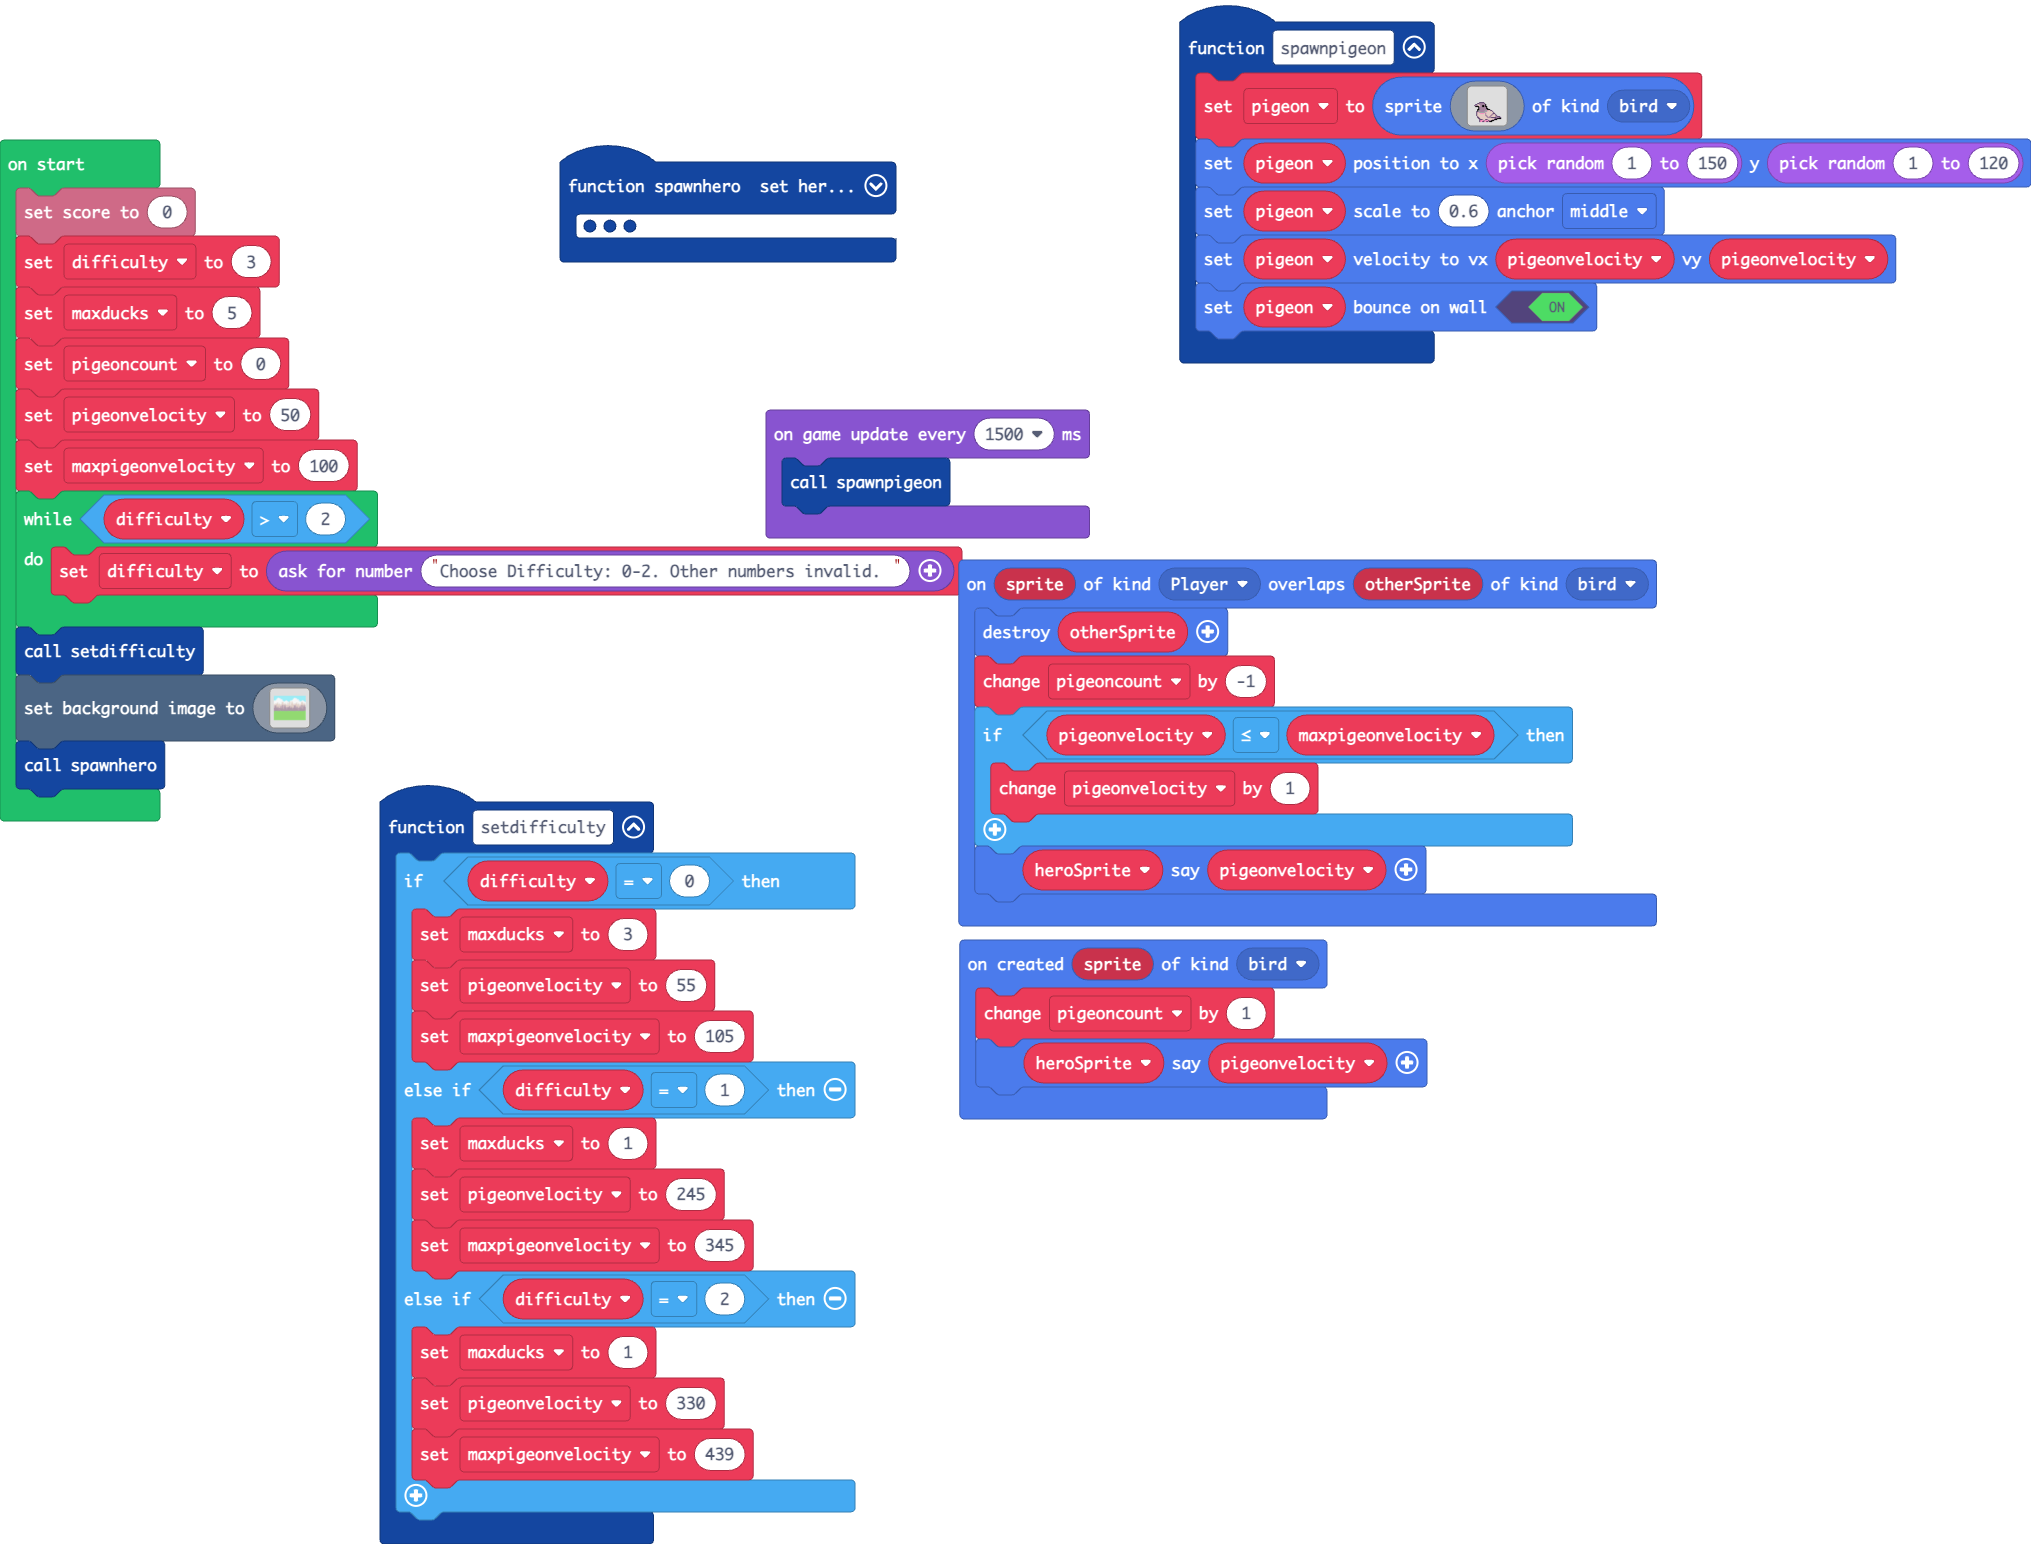 on start
set score to 0
set difficulty to 3
set maxducks to 5
set pigeoncount to 0
set pigeonvelocity to 50
set maxpigeonvelocity to 100
while difficulty > 2
do set difficulty to ask for number "Choose Difficulty: 0-2. Other numbers invalid. "
call setdifficulty
set background image to
call spawnhero
function spawnhero set her...
function spawnpigeon
set pigeon to sprite of kind bird
set pigeon position to x pick random 1 to 150 y pick random 1 to 120
set pigeon scale to 0.6 anchor middle
set pigeon velocity to vx pigeonvelocity vy pigeonvelocity
set pigeon bounce on wall ON
on game update every 1500 ms
call spawnpigeon
on sprite of kind Player overlaps otherSprite of kind bird
destroy otherSprite
change pigeoncount by -1
if pigeonvelocity ≤ maxpigeonvelocity then
change pigeonvelocity by 1
heroSprite say pigeonvelocity
on created sprite of kind bird
change pigeoncount by 1
heroSprite say pigeonvelocity
function setdifficulty
if difficulty = 0 then
set maxducks to 3
set pigeonvelocity to 55
set maxpigeonvelocity to 105
else if difficulty = 1 then
set maxducks to 1
set pigeonvelocity to 245
set maxpigeonvelocity to 345
else if difficulty = 2 then
set maxducks to 1
set pigeonvelocity to 330
set maxpigeonvelocity to 439